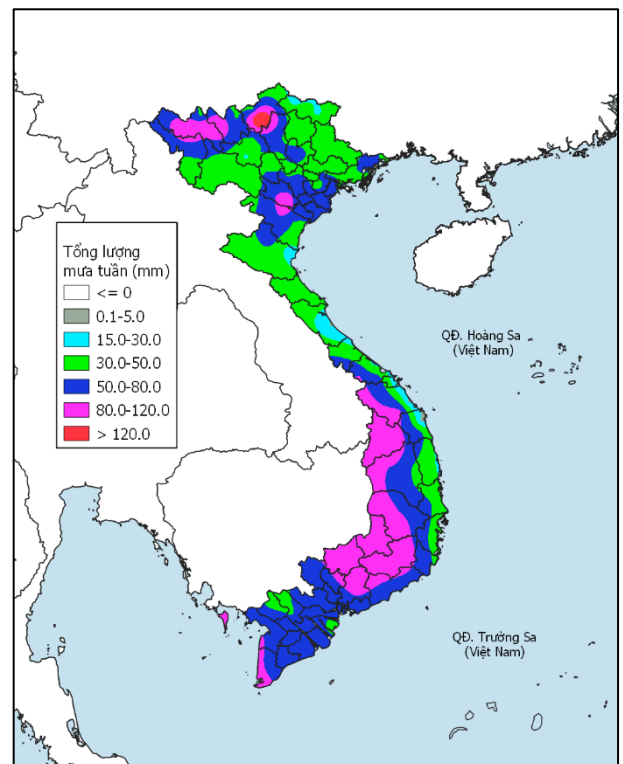 Tổng lượng
mưa tuần (mm)
<= 0
0.1-5.0
15.0-30.0
30.0-50.0
50.0-80.0
80.0-120.0
> 120.0
QĐ. Hoàng Sa
(Việt Nam)
QĐ. Trường Sa
(Việt Nam)